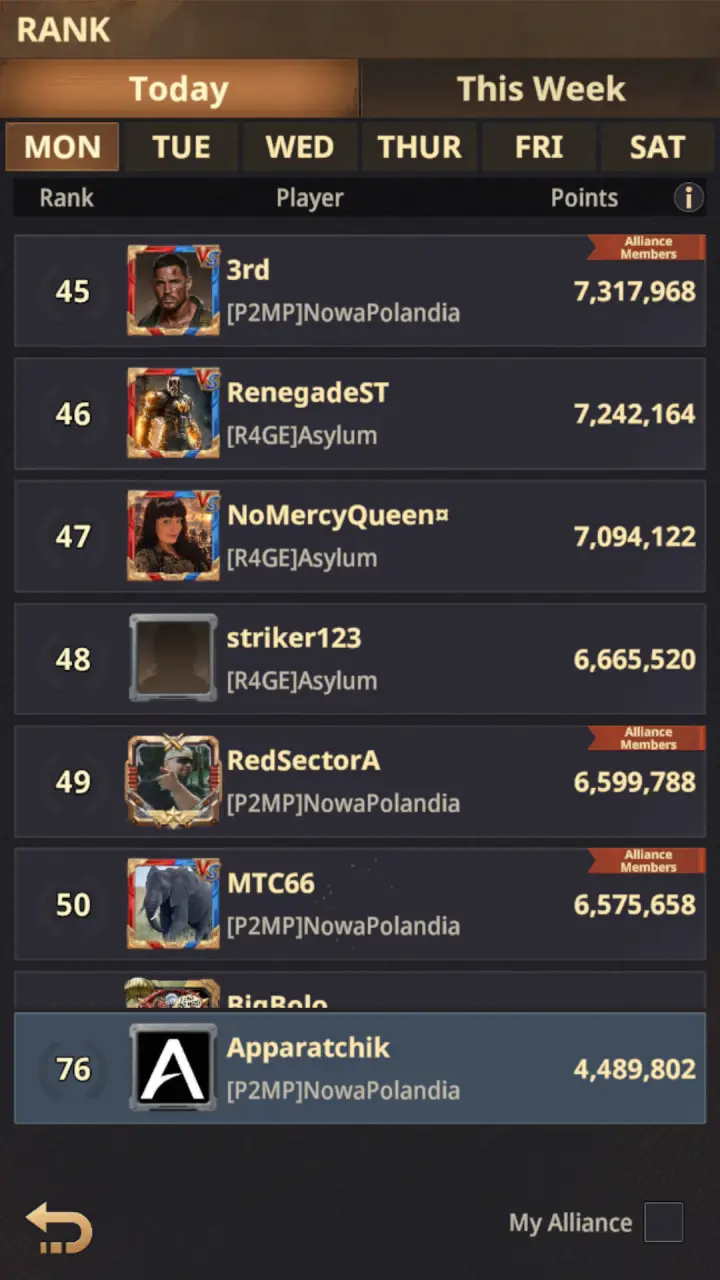 RANK
Today
This Week
MON
TUE
WED
THUR
FRI
SAT
Rank
Player
Points
Alliance
Members
45
3rd
7,317,968
[P2MP]NowaPolandia
46
RenegadeST
7,242,164
[R4GE]Asylum
47
NoMercyQueen¤
7,094,122
[R4GE]Asylum
48
striker123
6,665,520
[R4GE]Asylum
Alliance
Members
49
RedSectorA
6,599,788
[P2MP]NowaPolandia
Alliance
Members
50
MTC66
6,575,658
[P2MP]NowaPolandia
BigBolo
76
Apparatchik
4,489,802
[P2MP]NowaPolandia
My Alliance